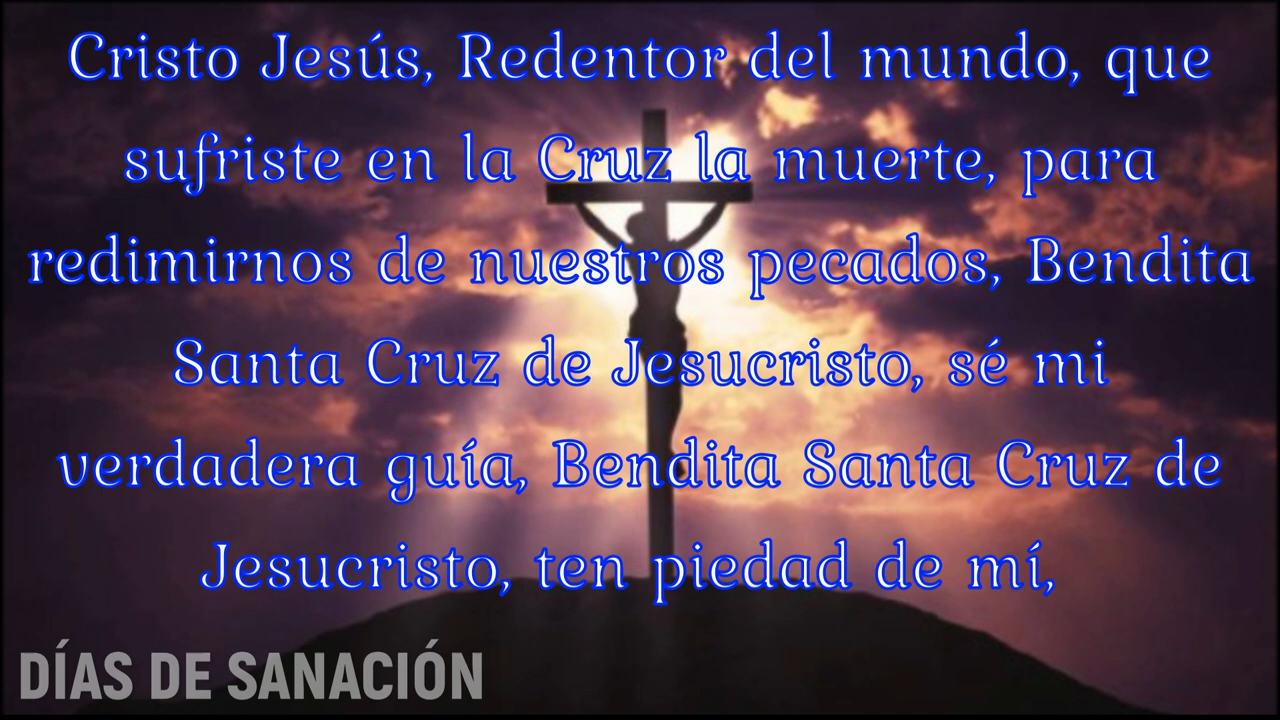 Cristo Jesús, Redentor del mundo, que
sufriste en la Cruz la muerte, para
redimirnos de nuestros pecados, Bendita
Santa Cruz de Jesucristo, sé mi
verdadera guía, Bendita Santa Cruz de
Jesucristo, ten piedad de mí,
DÍAS DE SANACIÓN